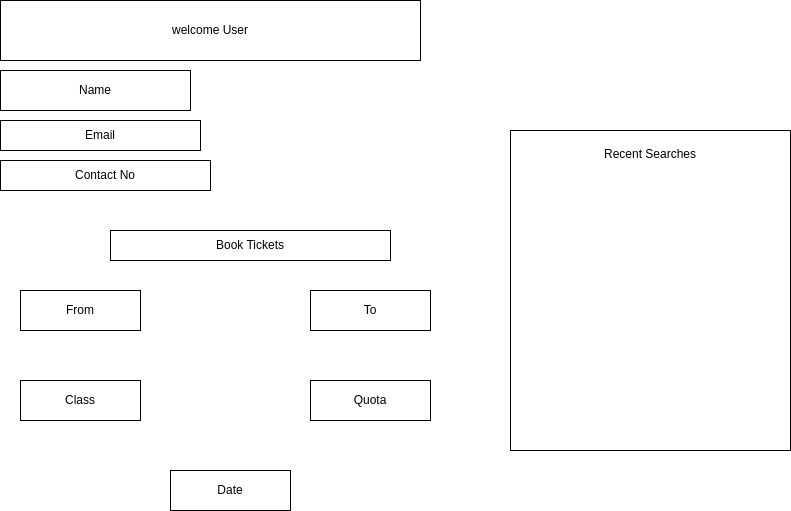 welcome User
Name
Email
Contact No
Recent Searches
Book Tickets
From
To
Class
Quota
Date